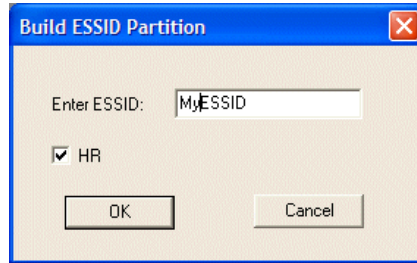 Build ESSID Partition
Enter ESSID: MyESSID
HR
OK Cancel